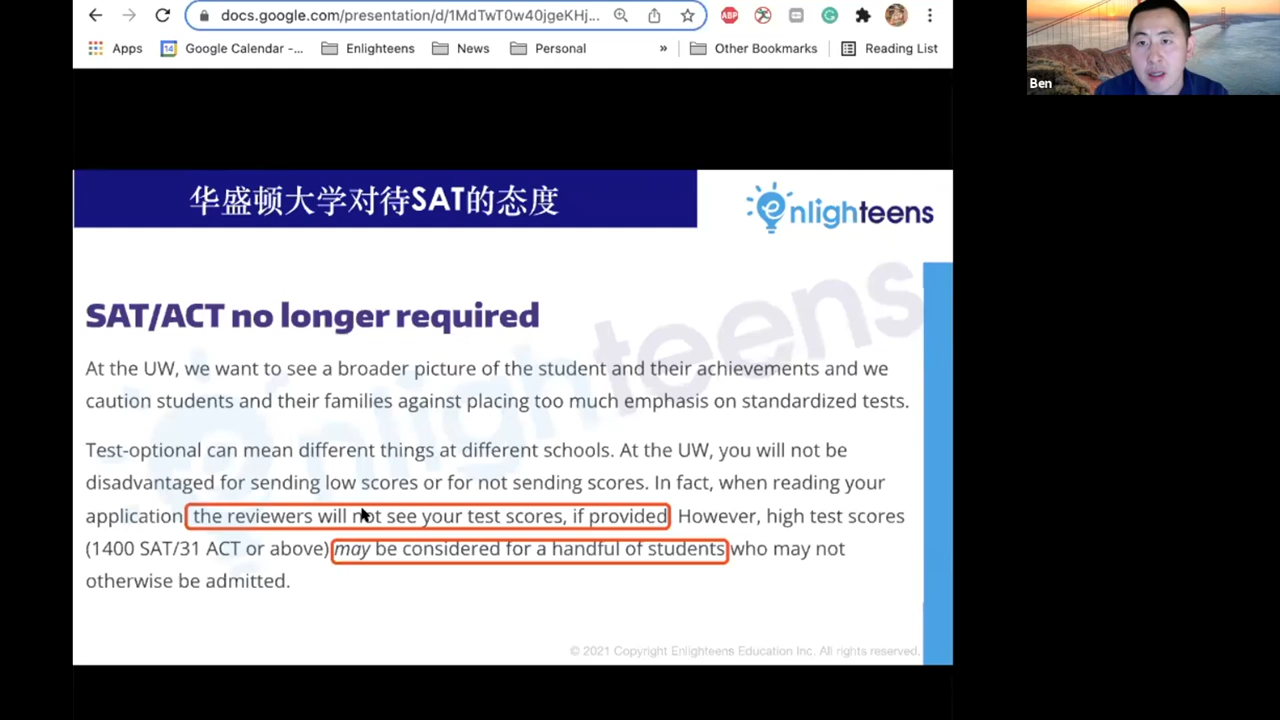 docs.google.com/presentation/d/1MdTwT0w40jgeKHj...
ABP
Apps
14
Google Calendar -...
Enlighteens
News
Personal
»
Other Bookmarks
Reading List
Ben
华盛顿大学对待SAT的态度
enlighteens
SAT/ACT no longer required
At the UW, we want to see a broader picture of the student and their achievements and we
caution students and their families against placing too much emphasis on standardized tests.
Test-optional can mean different things at different schools. At the UW, you will not be
disadvantaged for sending low scores or for not sending scores. In fact, when reading your
application the reviewers will not see your test scores, if provided However, high test scores
(1400 SAT/31 ACT or above) may be considered for a handful of students who may not
otherwise be admitted.
enlighteens
© 2021 Copyright Enlighteens Education Inc. All rights reserved.